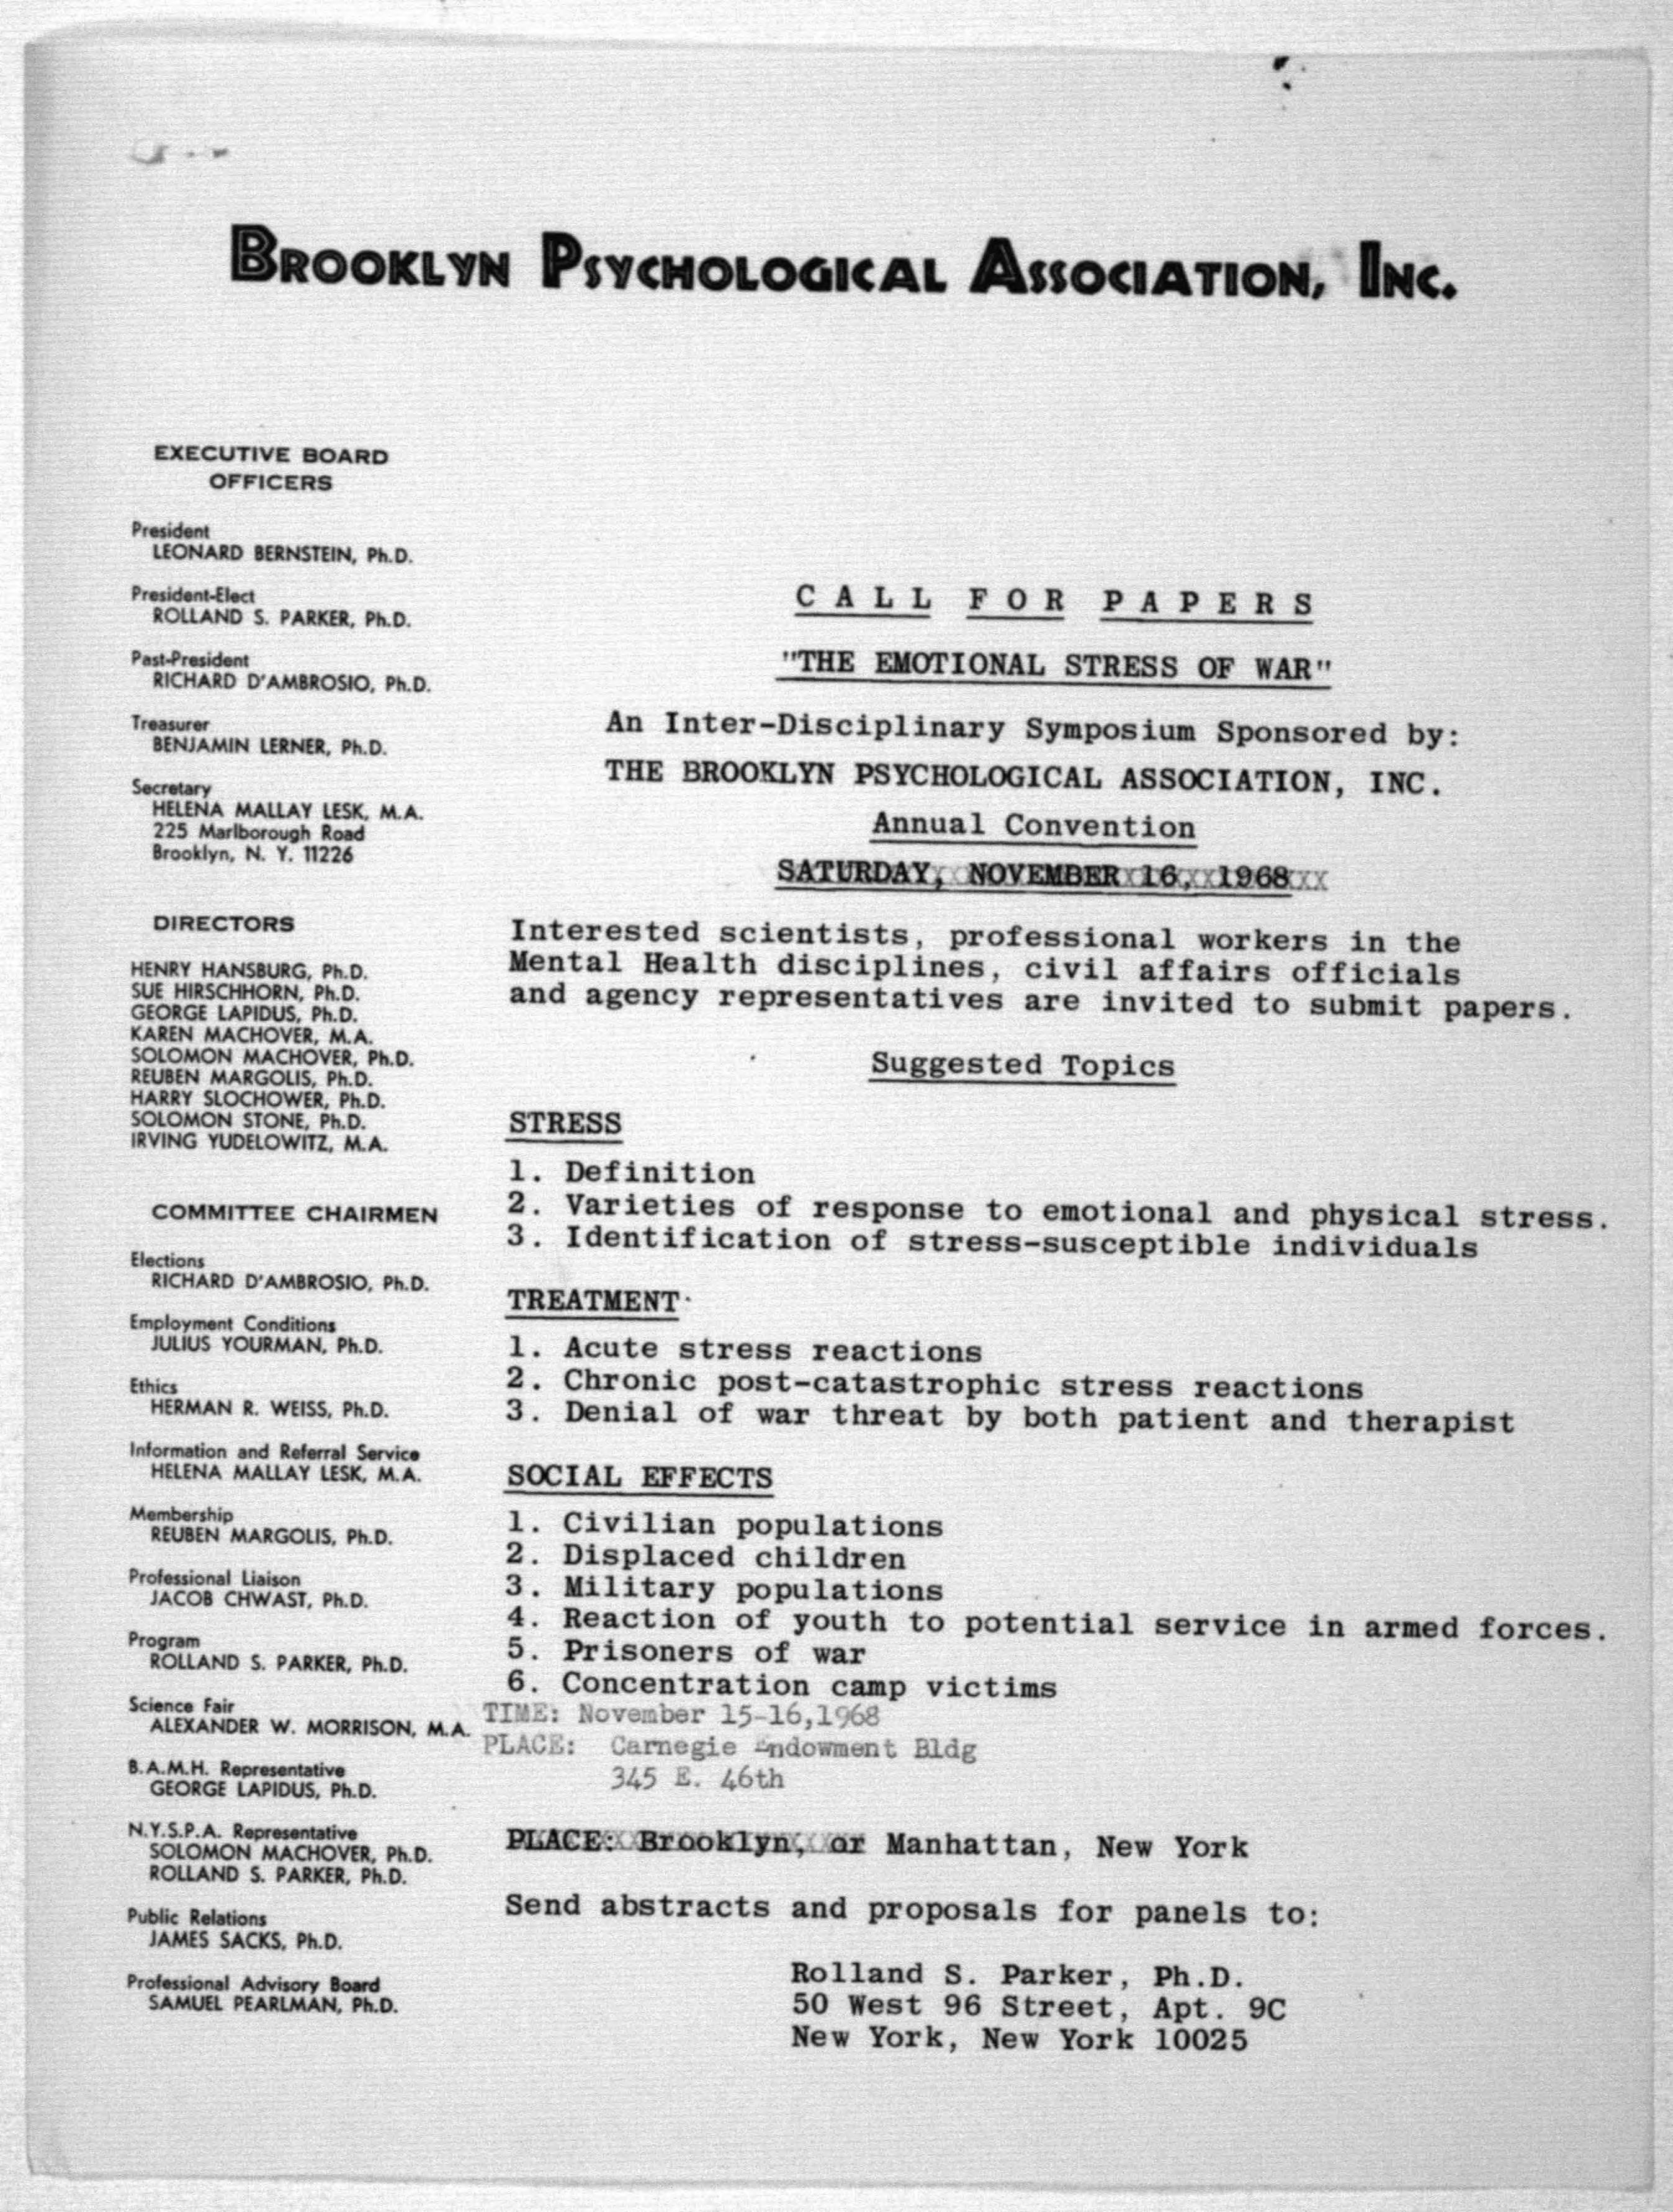 BROOKLYN PSYCHOLOGICAL ASSOCIATION, INC.
EXECUTIVE BOARD
OFFICERS
President
LEONARD BERNSTEIN, Ph.D.
President-Elect
ROLLAND S. PARKER, Ph.D.
Past-President
RICHARD D'AMBROSIO, Ph.D.
Treasurer
BENJAMIN LERNER, Ph.D.
Secretary
HELENA MALLAY LESK, M.A.
225 Marlborough Road
Brooklyn, N. Y. 11226
DIRECTORS
HENRY HANSBURG, Ph.D.
SUE HIRSCHHORN, Ph.D.
GEORGE LAPIDUS, Ph.D.
KAREN MACHOVER, M.A.
SOLOMON MACHOVER, Ph.D.
REUBEN MARGOLIS, Ph.D.
HARRY SLOCHOWER, Ph.D.
SOLOMON STONE, Ph.D.
IRVING YUDELOWITZ, M.A.
COMMITTEE CHAIRMEN
Elections
RICHARD D'AMBROSIO, Ph.D.
Employment Conditions
JULIUS YOURMAN, Ph.D.
Ethics
HERMAN R. WEISS, Ph.D.
Information and Referral Service
HELENA MALLAY LESK, M.A.
Membership
REUBEN MARGOLIS, Ph.D.
Professional Liaison
JACOB CHWAST, Ph.D.
Program
ROLLAND S. PARKER, Ph.D.
Science Fair
ALEXANDER W. MORRISON, M.A.
B.A.M.H. Representative
GEORGE LAPIDUS, Ph.D.
N.Y.S.P.A. Representative
SOLOMON MACHOVER, Ph.D.
ROLLAND S. PARKER, Ph.D.
Public Relations
JAMES SACKS, Ph.D.
Professional Advisory Board
SAMUEL PEARLMAN, Ph.D.
CALL FOR PAPERS
"THE EMOTIONAL STRESS OF WAR"
An Inter-Disciplinary Symposium Sponsored by:
THE BROOKLYN PSYCHOLOGICAL ASSOCIATION, INC.
Annual Convention
SATURDAY, NOVEMBER 16, 1968
Interested scientists, professional workers in the
Mental Health disciplines, civil affairs officials
and agency representatives are invited to submit papers.
Suggested Topics
STRESS
1. Definition
2. Varieties of response to emotional and physical stress.
3. Identification of stress-susceptible individuals
TREATMENT
1. Acute stress reactions
2. Chronic post-catastrophic stress reactions
3. Denial of war threat by both patient and therapist
SOCIAL EFFECTS
1. Civilian populations
2. Displaced children
3. Military populations
4. Reaction of youth to potential service in armed forces.
5. Prisoners of war
6. Concentration camp victims
TIME: November 15-16,1968
PLACE: Carnegie Endowment Bldg
345 E. 46th
PLACE: Brooklyn, or Manhattan, New York
Send abstracts and proposals for panels to:
Rolland S. Parker, Ph.D.
50 West 96 Street, Apt. 9C
New York, New York 10025